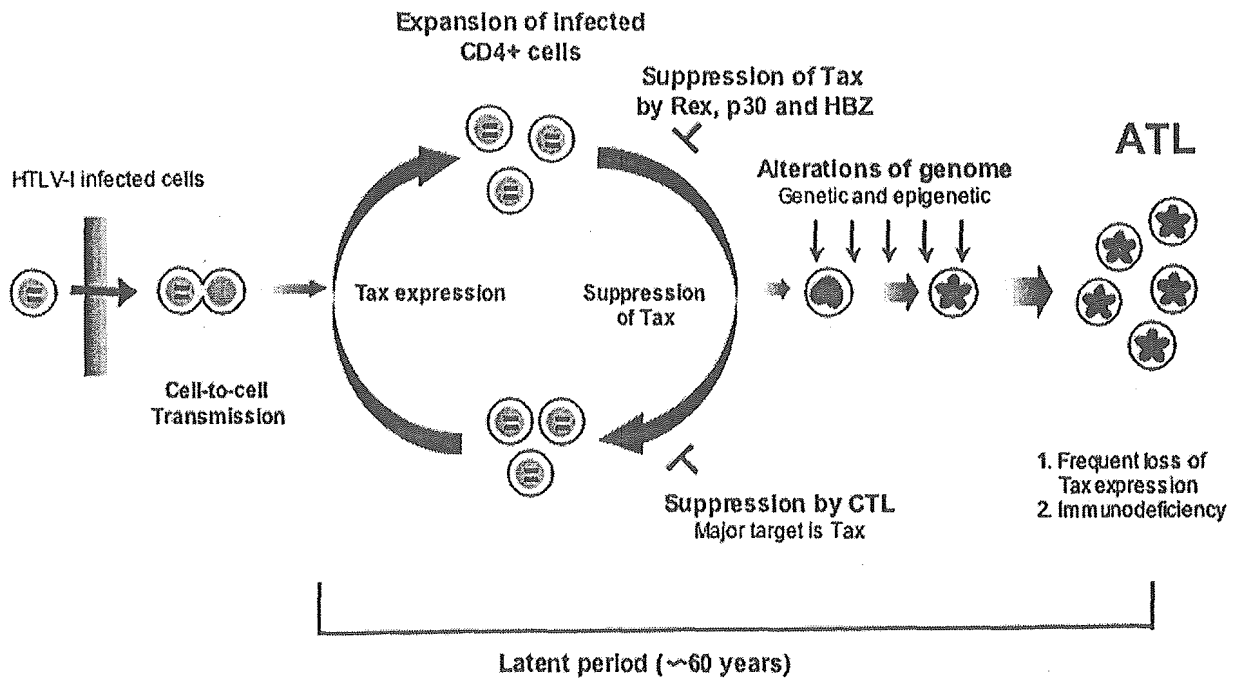 Expansion of infected
CD4+ cells
Suppression of Tax
by Rex, p30 and HBZ
ATL
HTLV-I infected cells
Alterations of genome
Genetic and epigenetic
Tax expression
Suppression
of Tax
Cell-to-cell
Transmission
1. Frequent loss of
Tax expression
2. Immunodeficiency
Suppression by CTL
Major target is Tax
Latent period (~60 years)